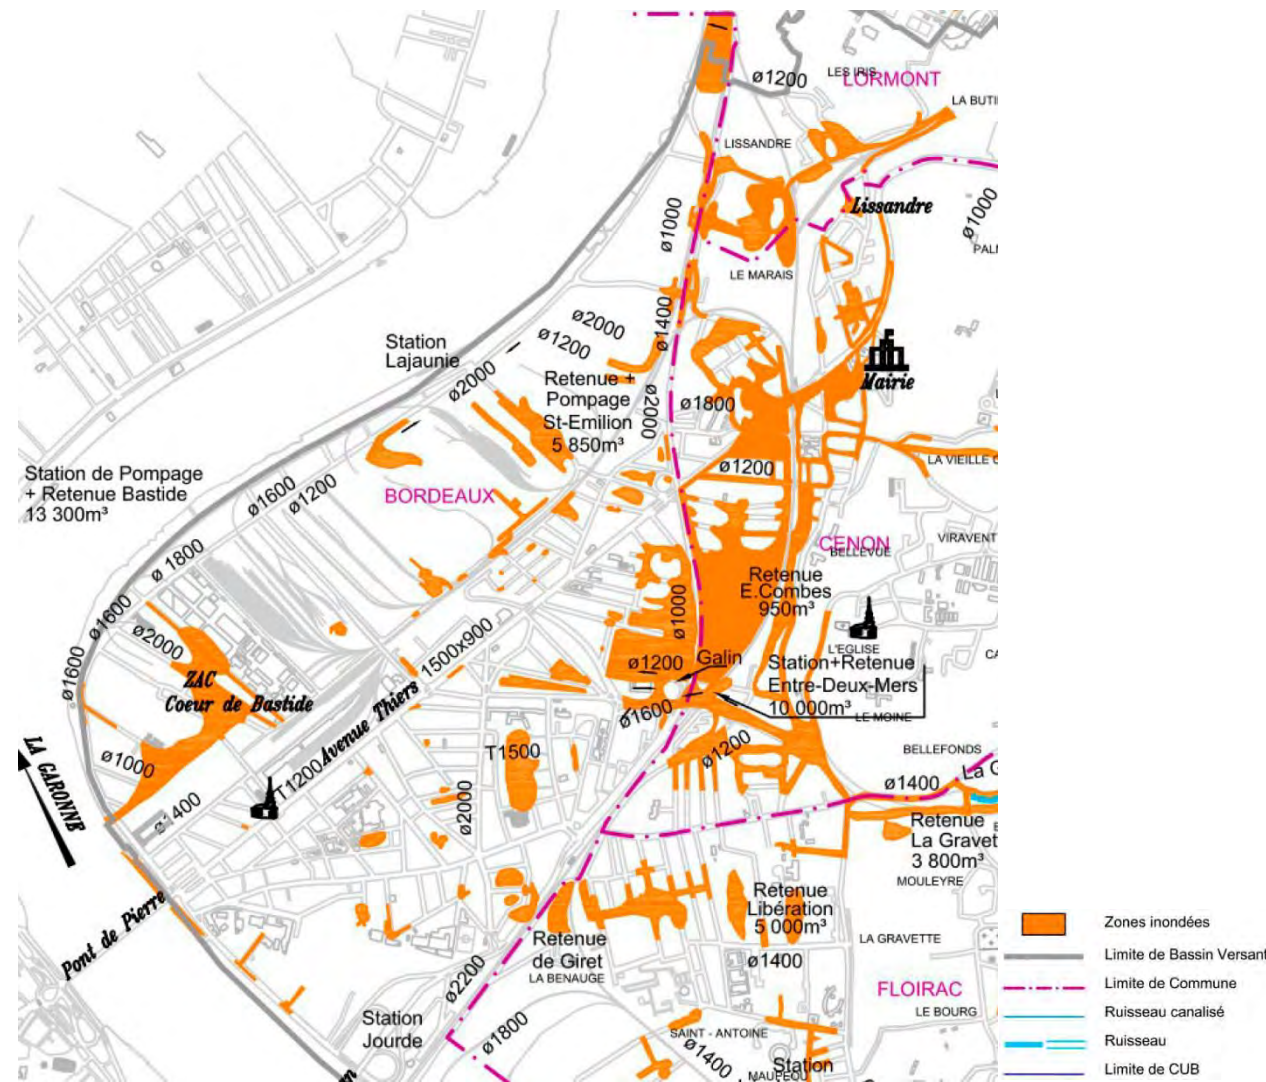 ø1200
LES IRIS
LORMONT
LISSANDRE
Lissandre
ø1000
ø1000
LE MARAIS
ø1400
ø2000
ø1200
Station
Lajaunie
ø2000
Retenue +
Pompage
St-Emilion
5 850m³
ø2000
ø1800
Mairie
ø1200
LA VIEILLE
Station de Pompage
+ Retenue Bastide
13 300m³
ø1600
ø1200
BORDEAUX
ø 1800
ø1600
ø2000
ø1600
CENON
BELLEVUE
VIRAVENT
Retenue
E.Combes
950m³
ø1000
L'EGLISE
1500x900
ø1200
Galin
Station+Retenue
Entre-Deux-Mers
10 000m³
LE MOINE
ZAC
Coeur de Bastide
Avenue Thiers
ø1600
ø1200
T1500
BELLEFONDS
LA GARONNE
ø1000
T1200
ø1400
ø2000
ø1400
La G
Retenue
La Gravet
3 800m³
MOULEYRE
Pont de Pierre
Retenue
Libération
5 000m³
Retenue
de Giret
LA BENAUGE
LA GRAVETTE
ø1400
ø2200
FLOIRAC
LE BOURG
Station
Jourde
ø1800
SAINT - ANTOINE
ø1400
Station
Zones inondées
Limite de Bassin Versant
Limite de Commune
Ruisseau canalisé
Ruisseau
Limite de CUB